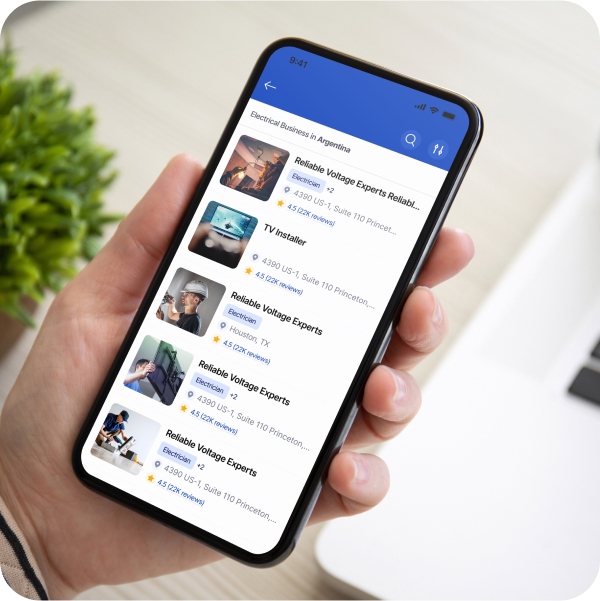 9:41
Electrical Business in Argentina
Reliable Voltage Experts Reliabl...
Electrician +2
4390 US-1, Suite 110 Princet...
4.5 (22K reviews)
TV Installer
4390 US-1, Suite 110 Princeton,...
4.5 (22K reviews)
Reliable Voltage Experts
Electrician
Houston, TX
4.5 (22K reviews)
Reliable Voltage Experts
Electrician +2
4390 US-1, Suite 110 Princeton,...
4.5 (22K reviews)
Reliable Voltage Experts
Electrician +2
4390 US-1, Suite 110 Princeton,...
4.5 (22K reviews)